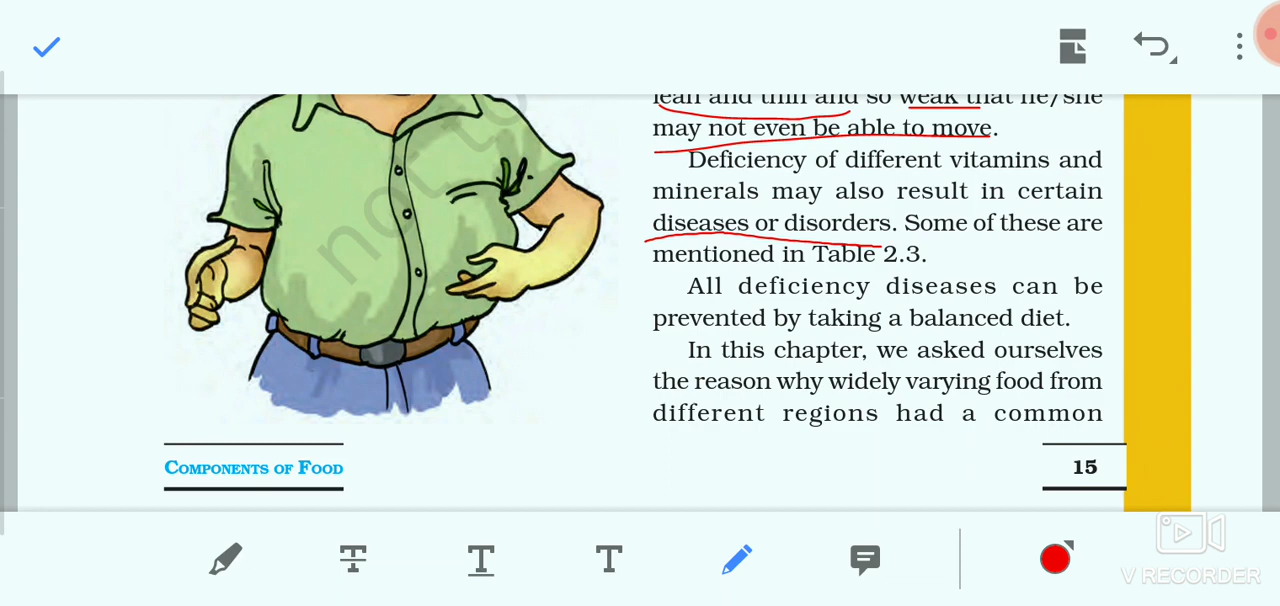 lean and thin and so weak that he/she
may not even be able to move.
Deficiency of different vitamins and
minerals may also result in certain
diseases or disorders. Some of these are
mentioned in Table 2.3.
All deficiency diseases can be
prevented by taking a balanced diet.
In this chapter, we asked ourselves
the reason why widely varying food from
different regions had a common
not to
COMPONENTS OF FOOD
15
T
T
T
V RECORDER